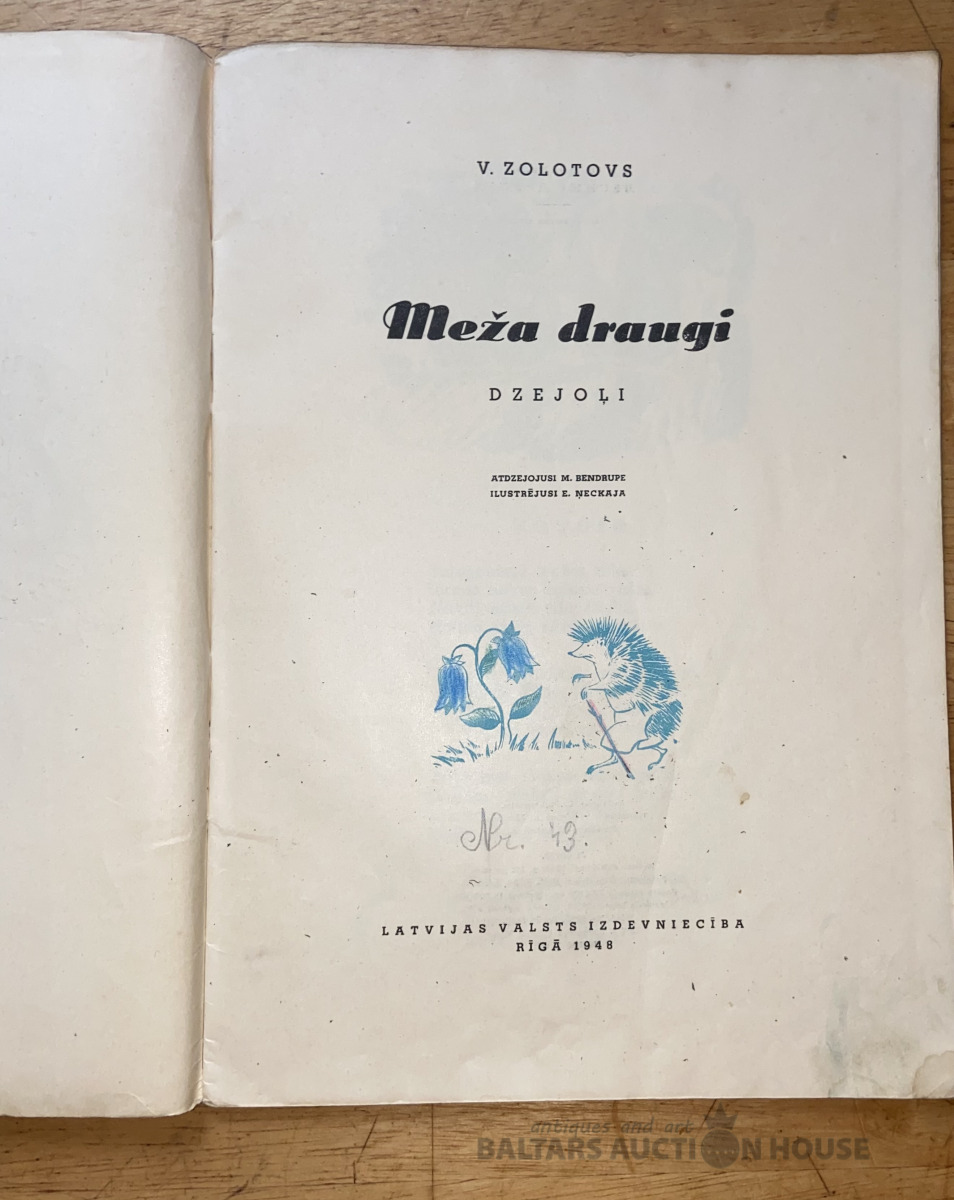 V. ZOLOTOVS
Meža draugi
DZEJOĻI
ATDZEJOJUSI M. BENDRUPE
ILUSTRĒJUSI E. ŅECKAJA
Nr. 43.
LATVIJAS VALSTS IZDEVNIECĪBA
RĪGĀ 1948
antiques and art
BALTARS AUCTION HOUSE